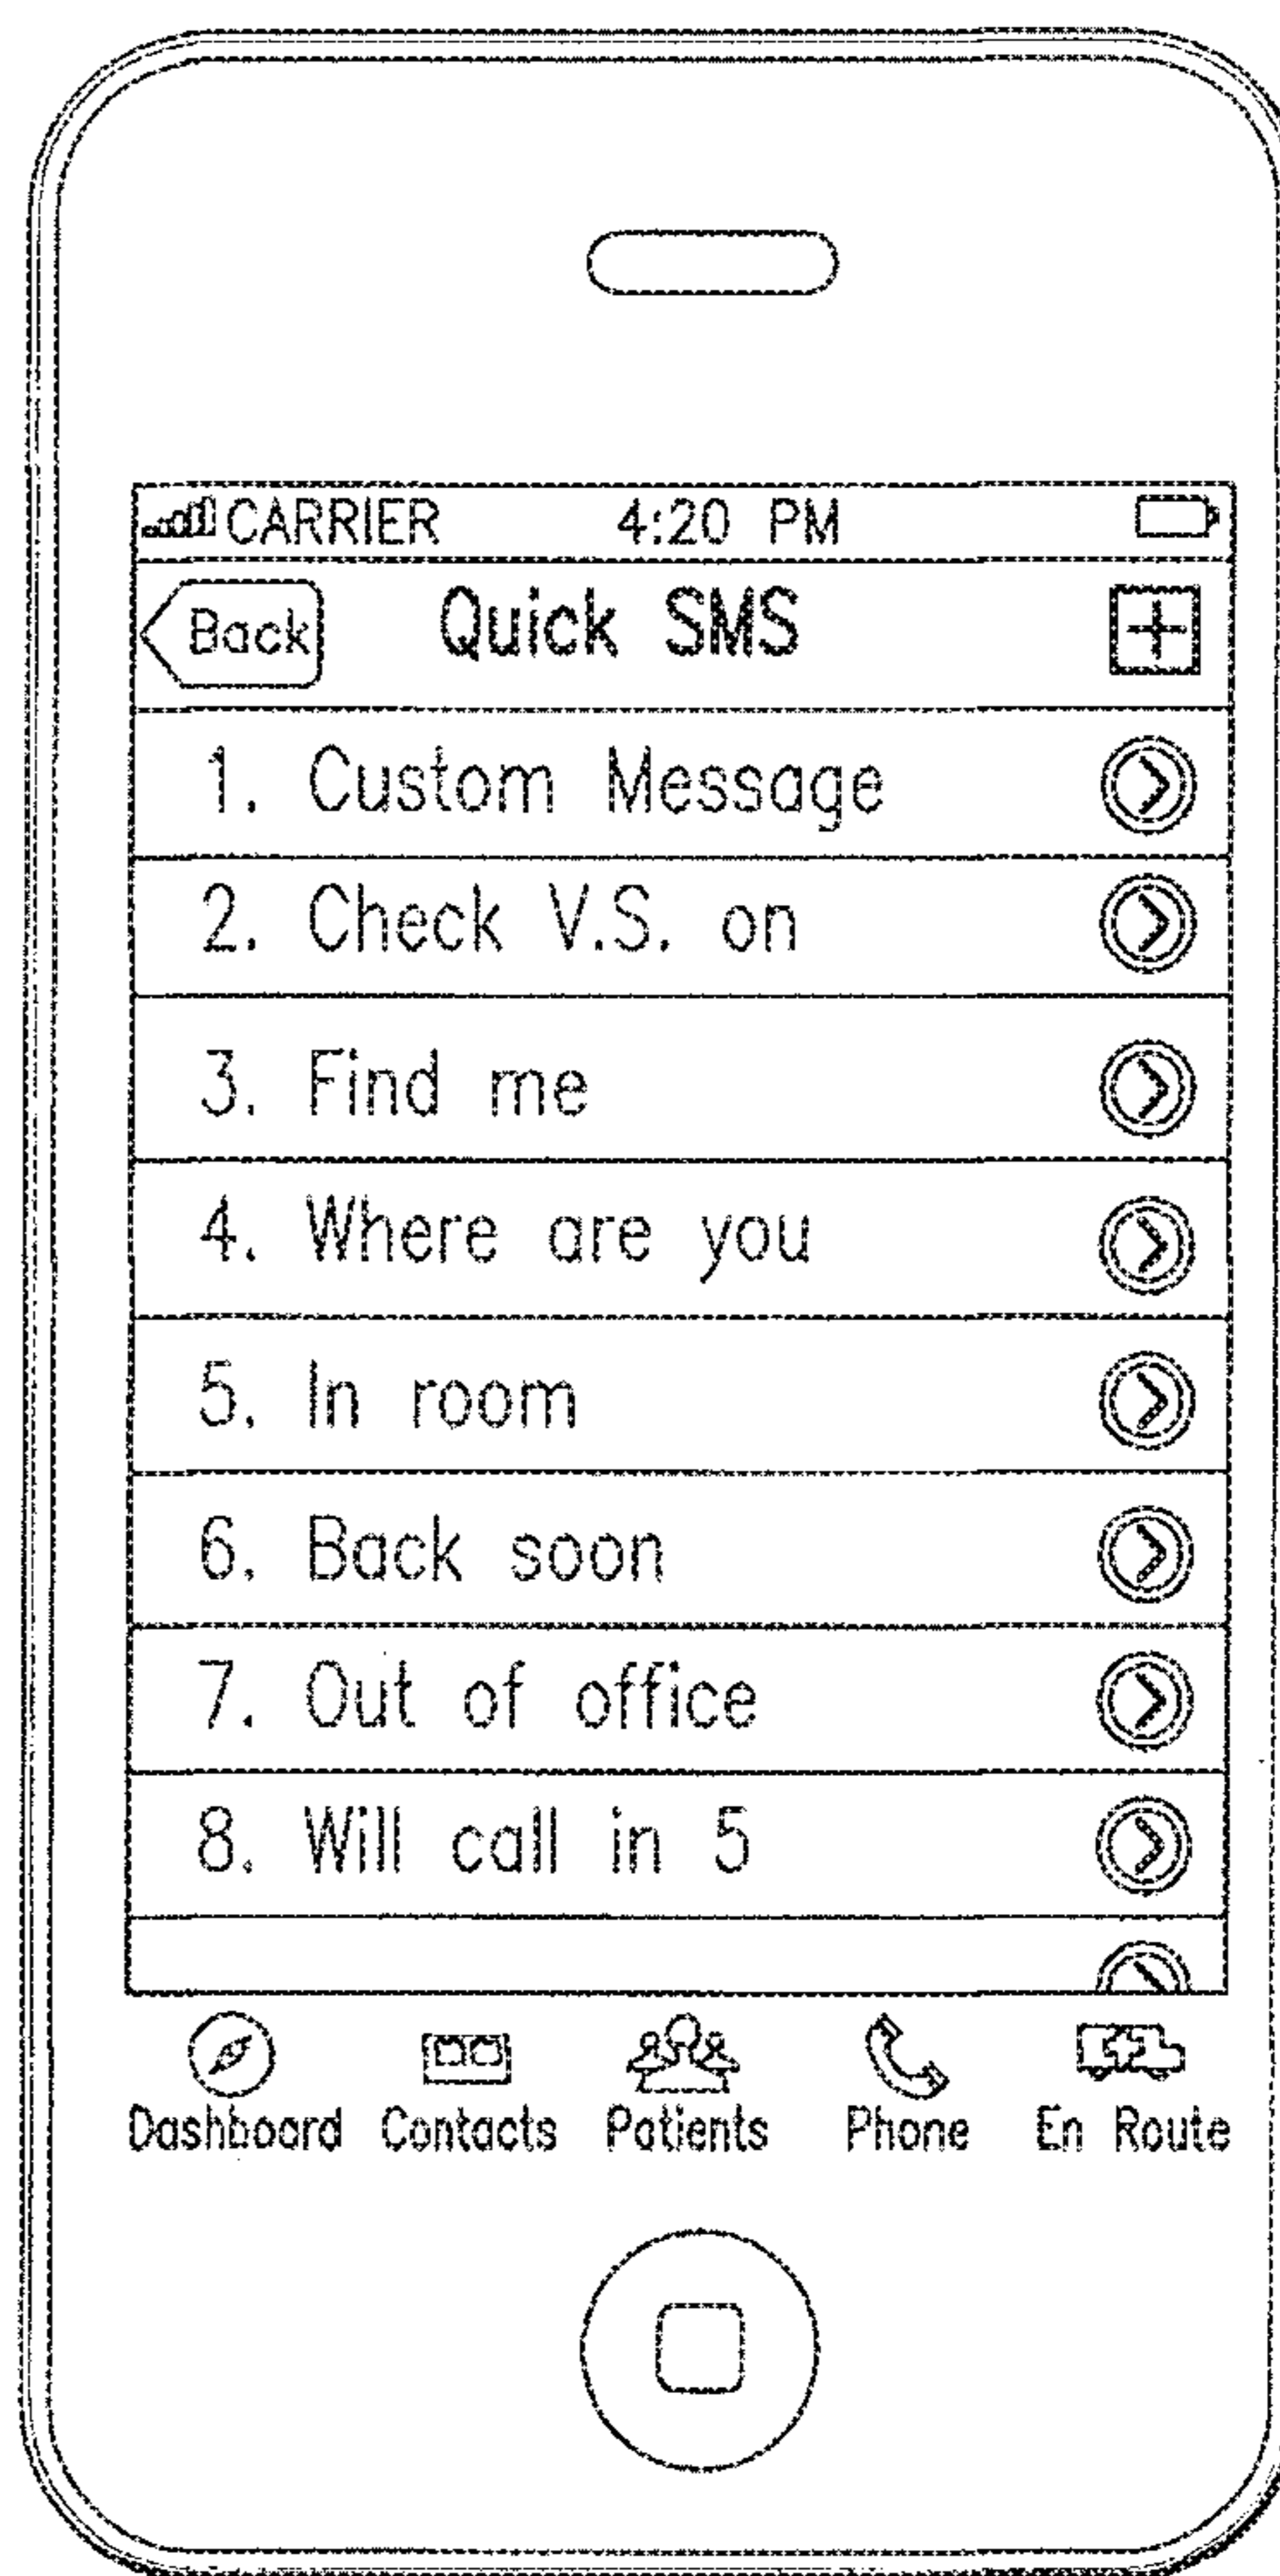 CARRIER 4:20 PM
Back Quick SMS
1. Custom Message
2. Check V.S. on
3. Find me
4. Where are you
5. In room
6. Back soon
7. Out of office
8. Will call in 5
Dashboard Contacts Patients Phone En Route